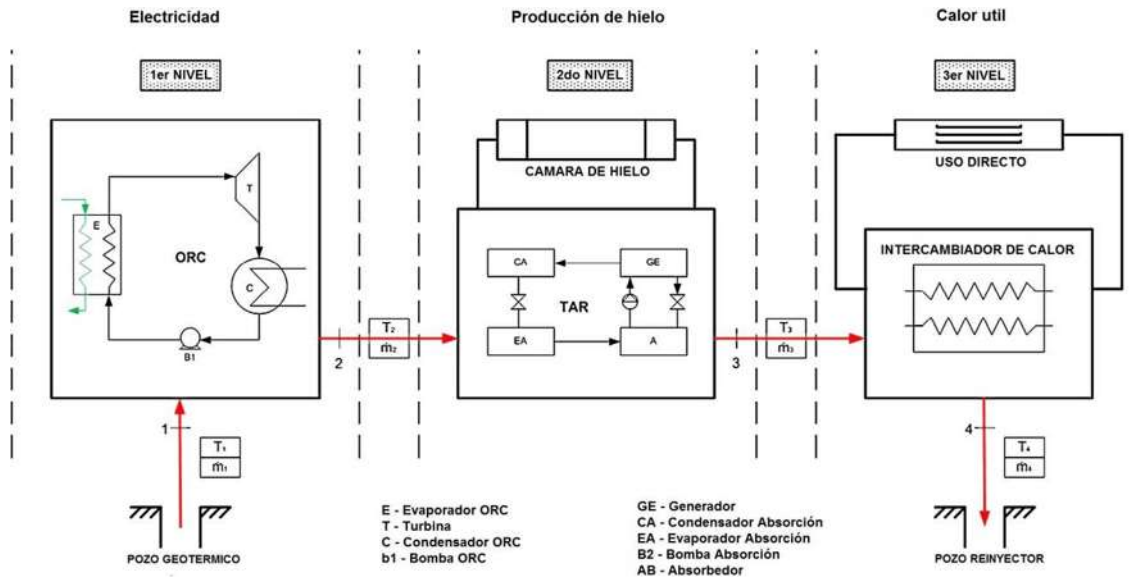 Electricidad
Producción de hielo
Calor util
1er NIVEL
2do NIVEL
3er NIVEL
CAMARA DE HIELO
USO DIRECTO
E
T
ORC
C
B1
CA
GE
TAR
EA
A
INTERCAMBIADOR DE CALOR
2
T₂
ṁ₂
3
T₃
ṁ₃
1
T₁
ṁ₁
4
T₄
ṁ₄
POZO GEOTERMICO
E - Evaporador ORC
T - Turbina
C - Condensador ORC
b1 - Bomba ORC
GE - Generador
CA - Condensador Absorción
EA - Evaporador Absorción
B2 - Bomba Absorción
AB - Absorbedor
POZO REINYECTOR